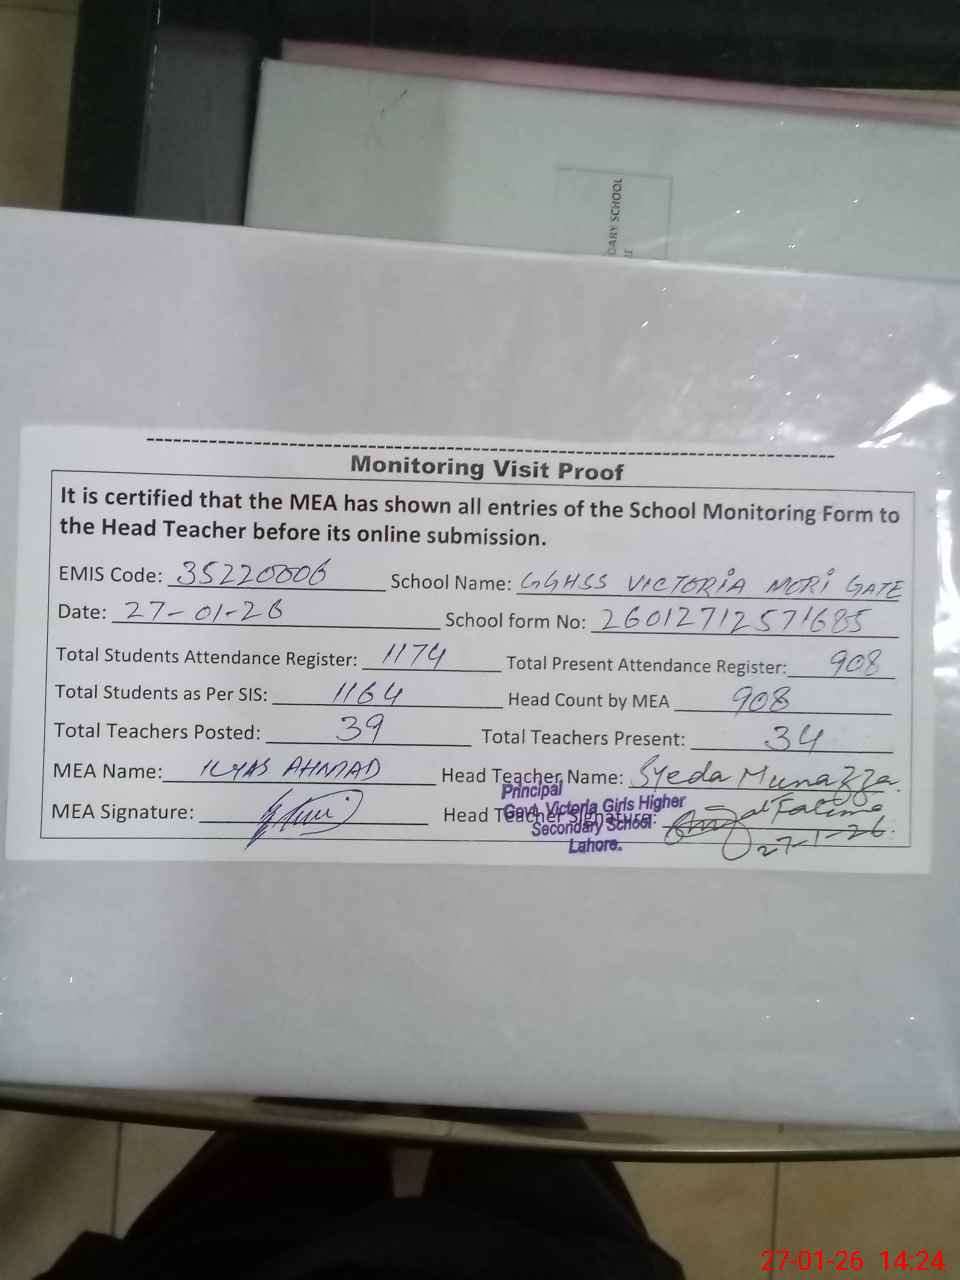 DARY SCHOOL
RE
Monitoring Visit Proof
It is certified that the MEA has shown all entries of the School Monitoring Form to
the Head Teacher before its online submission.
EMIS Code: 35220006 School Name: GGHSS VICTORIA MORI GATE
Date: 27-01-26 School form No: 26012712571685
Total Students Attendance Register: 1174 Total Present Attendance Register: 908
Total Students as Per SIS: 1164 Head Count by MEA 908
Total Teachers Posted: 39 Total Teachers Present: 34
MEA Name: ILYAS AHMAD Head Teacher Name: Syeda Munazza
MEA Signature: Head Teacher Signature: Fatima
27-1-26
Principal
Govt. Victoria Girls Higher
Secondary School
Lahore.
27-01-26 14:24